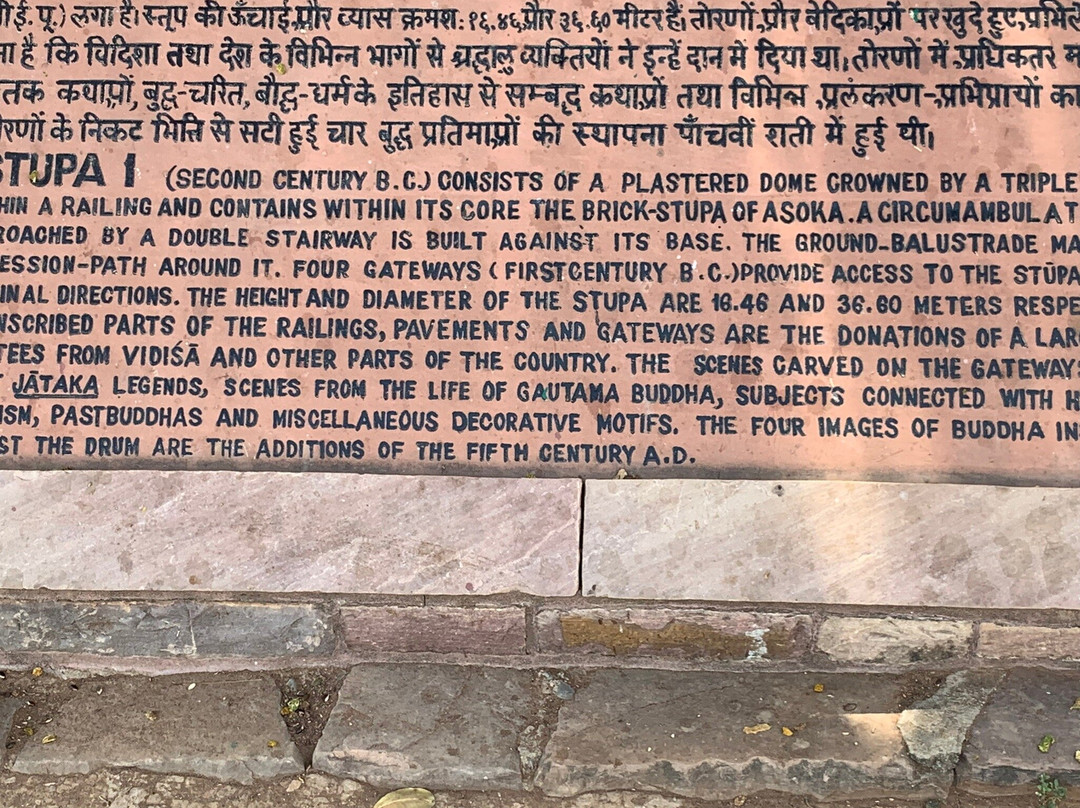 ई. पू.) लगा है। स्तूप की ऊँचाई और व्यास क्रमशः १६.४६ और ३६.६० मीटर है। तोरणों और वेदिकाओं पर खुदे हुए
है कि विदिशा तथा देश के विभिन्न भागों से श्रद्धालु व्यक्तियों ने इन्हें दान में दिया था। तोरणों में अधिकतर
तक कथाओं, बुद्ध-चरित, बौद्ध-धर्म के इतिहास से सम्बद्ध कथाओं तथा विभिन्न अलंकरण-अभिप्रायों का
रणों के निकट भित्ति से सटी हुई चार बुद्ध प्रतिमाओं की स्थापना पाँचवीं शती में हुई थी।
STUPA 1 (SECOND CENTURY B.C.) CONSISTS OF A PLASTERED DOME CROWNED BY A TRIPLE
HIN A RAILING AND CONTAINS WITHIN ITS CORE THE BRICK-STUPA OF ASOKA. A CIRCUMAMBULAT
ROACHED BY A DOUBLE STAIRWAY IS BUILT AGAINST ITS BASE. THE GROUND-BALUSTRADE MA
ESSION-PATH AROUND IT. FOUR GATEWAYS (FIRST CENTURY B.C.) PROVIDE ACCESS TO THE STŪPA
INAL DIRECTIONS. THE HEIGHT AND DIAMETER OF THE STUPA ARE 16.46 AND 36.60 METERS RESPE
NSCRIBED PARTS OF THE RAILINGS, PAVEMENTS AND GATEWAYS ARE THE DONATIONS OF A LAR
TEES FROM VIDIŚĀ AND OTHER PARTS OF THE COUNTRY. THE SCENES CARVED ON THE GATEWAY
JĀTAKA LEGENDS, SCENES FROM THE LIFE OF GAUTAMA BUDDHA, SUBJECTS CONNECTED WITH H
ISM, PAST BUDDHAS AND MISCELLANEOUS DECORATIVE MOTIFS. THE FOUR IMAGES OF BUDDHA IN
ST THE DRUM ARE THE ADDITIONS OF THE FIFTH CENTURY A.D.